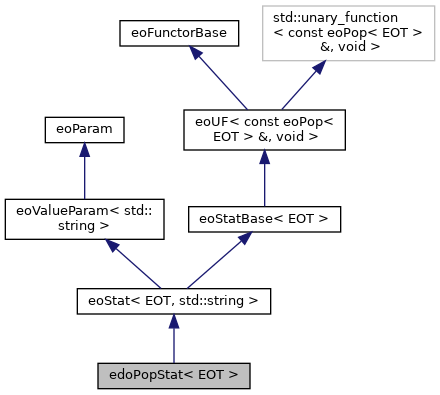 eoFunctorBase
std::unary_function
< const eoPop< EOT >
&, void >
eoUF< const eoPop<
EOT > &, void >
eoParam
eoValueParam< std::
string >
eoStatBase< EOT >
eoStat< EOT, std::string >
edoPopStat< EOT >